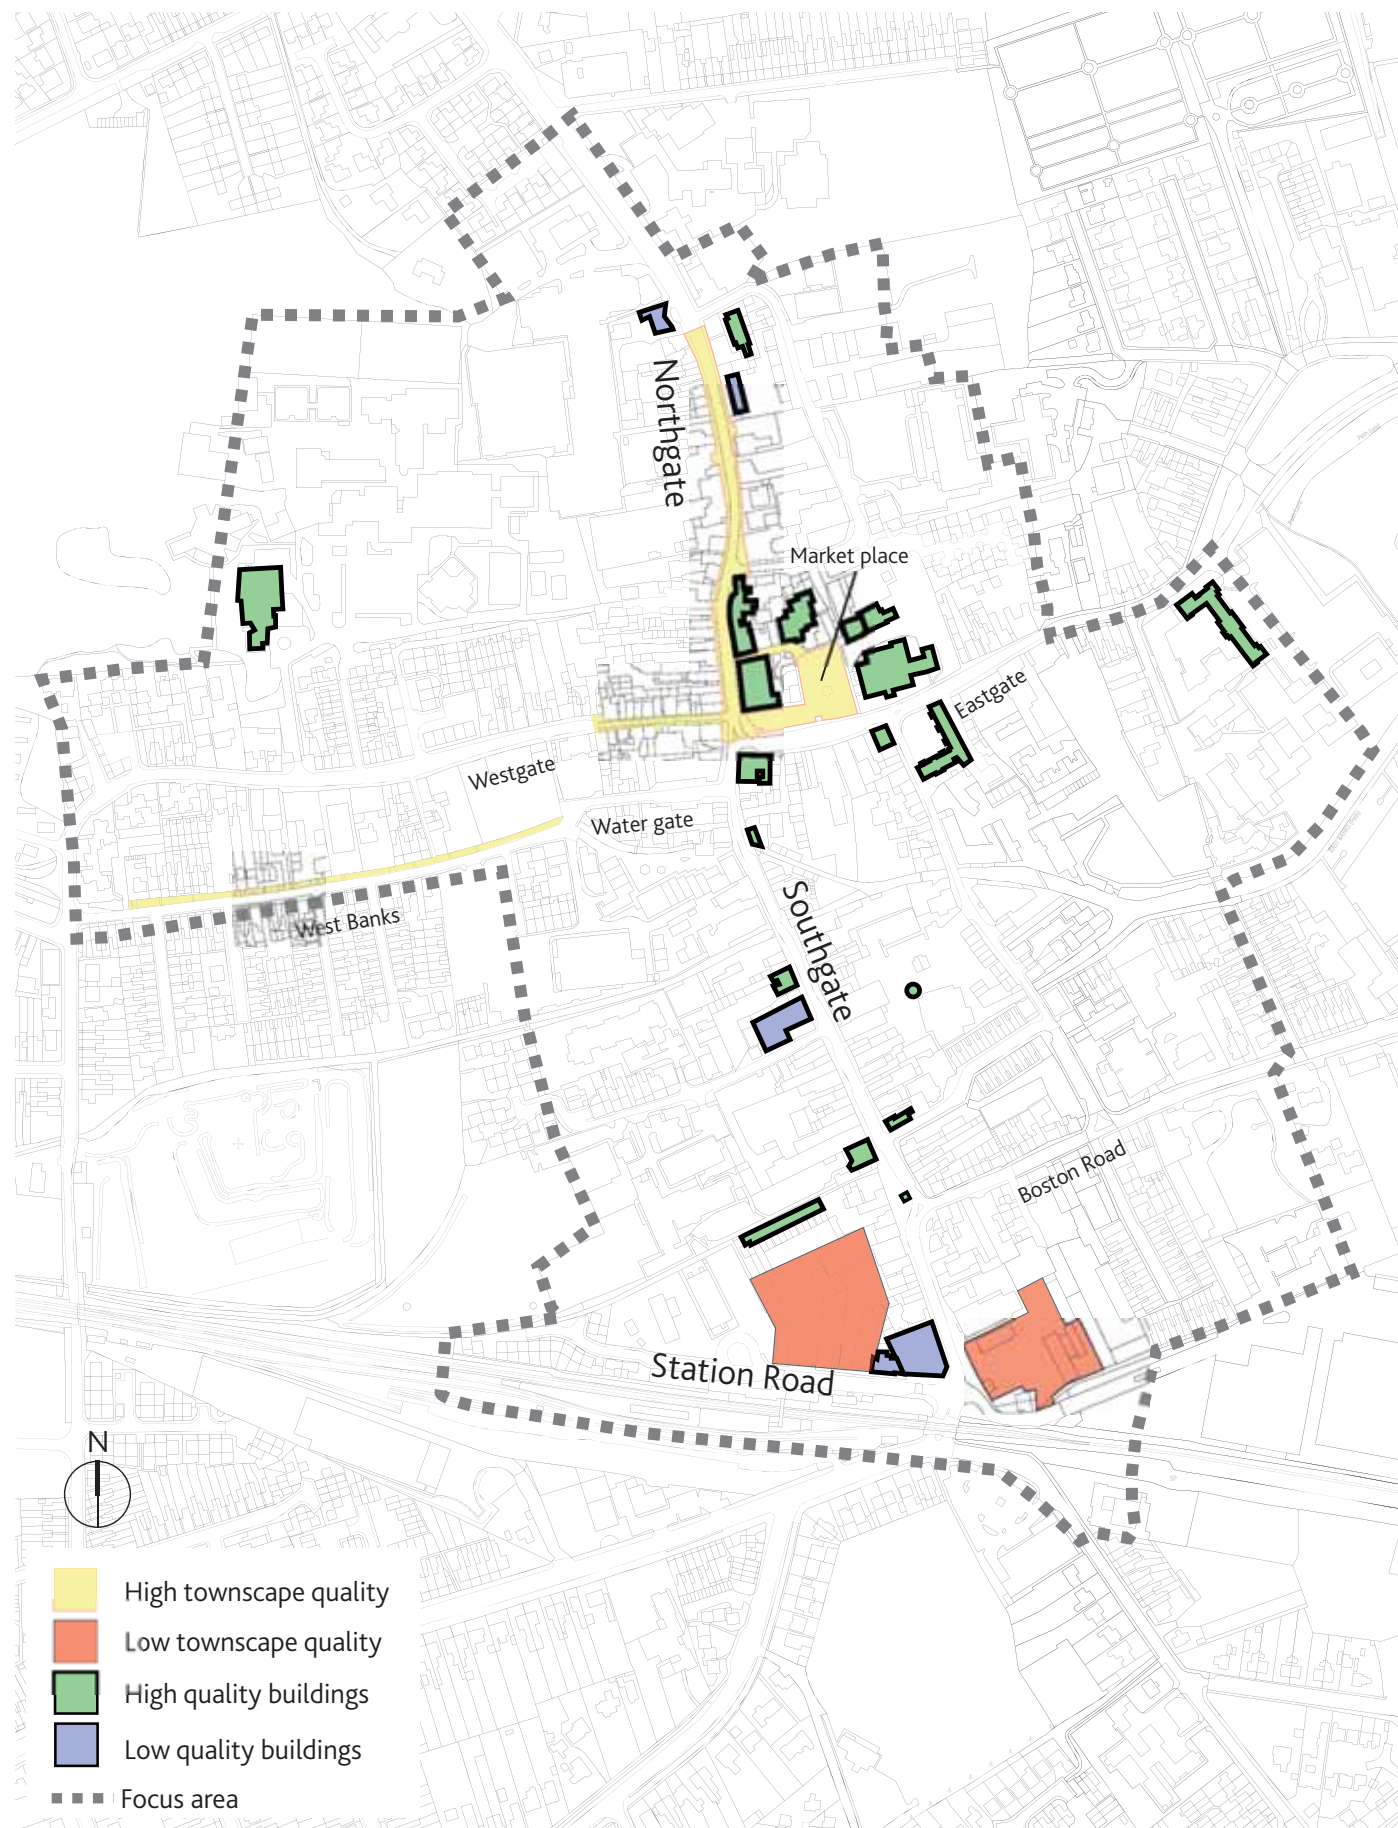 Northgate
Market place
Eastgate
Westgate
Water gate
West Banks
Southgate
Boston Road
Station Road
N
High townscape quality
Low townscape quality
High quality buildings
Low quality buildings
Focus area